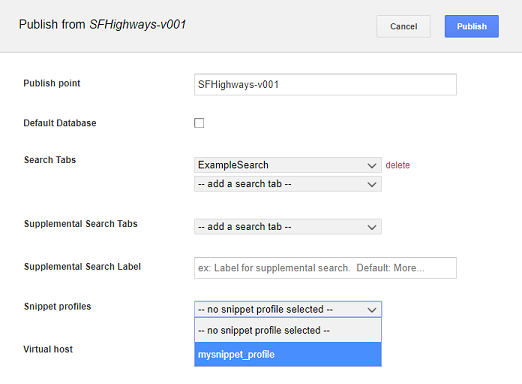 Publish from SFHighways-v001
Cancel
Publish
Publish point
SFHighways-v001
Default Database
Search Tabs
ExampleSearch
delete
-- add a search tab --
Supplemental Search Tabs
-- add a search tab --
Supplemental Search Label
ex: Label for supplemental search.  Default: More...
Snippet profiles
-- no snippet profile selected --
-- no snippet profile selected --
Virtual host
mysnippet_profile